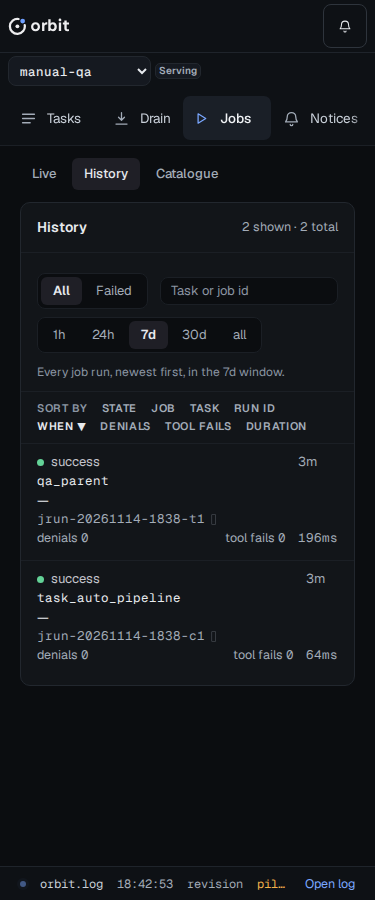 orbit
manual-qa Serving
Tasks Drain Jobs Notices
Live History Catalogue
History 2 shown · 2 total
All Failed Task or job id
1h 24h 7d 30d all
Every job run, newest first, in the 7d window.
SORT BY STATE JOB TASK RUN ID
WHEN ▼ DENIALS TOOL FAILS DURATION
success 3m
qa_parent
—
jrun-20261114-1838-t1
denials 0 tool fails 0 196ms
success 3m
task_auto_pipeline
—
jrun-20261114-1838-c1
denials 0 tool fails 0 64ms
orbit.log 18:42:53 revision pil… Open log